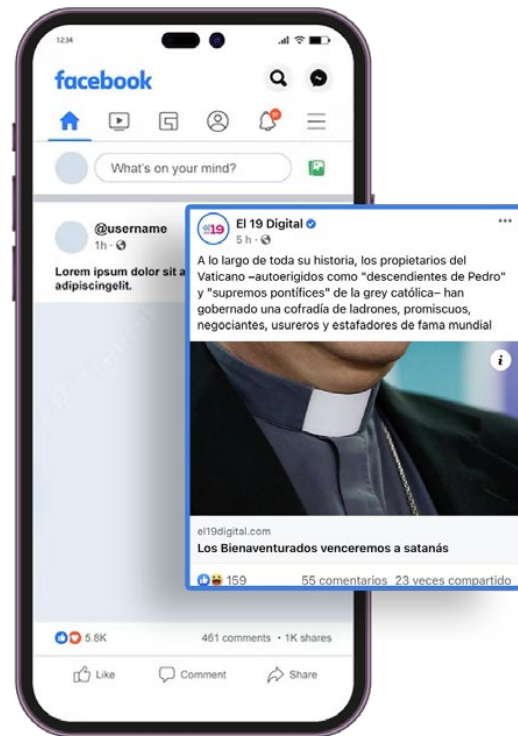 12:34
facebook
What's on your mind?
@username
1h ·
Lorem ipsum dolor sit a
adipiscingelit.
19
El 19 Digital
5 h ·
A lo largo de toda su historia, los propietarios del
Vaticano –autoerigidos como "descendientes de Pedro"
y "supremos pontífices" de la grey católica– han
gobernado una cofradía de ladrones, promiscuos,
negociantes, usureros y estafadores de fama mundial
i
el19digital.com
Los Bienaventurados venceremos a satanás
159 55 comentarios 23 veces compartido
5.6K 461 comments • 1K shares
Like Comment Share